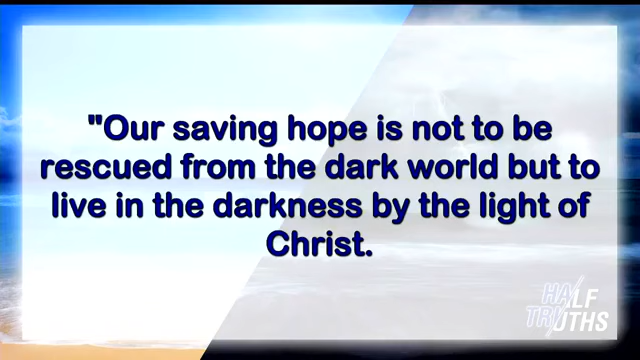 "Our saving hope is not to be
rescued from the dark world but to
live in the darkness by the light of
Christ.
HALF
TRUTHS